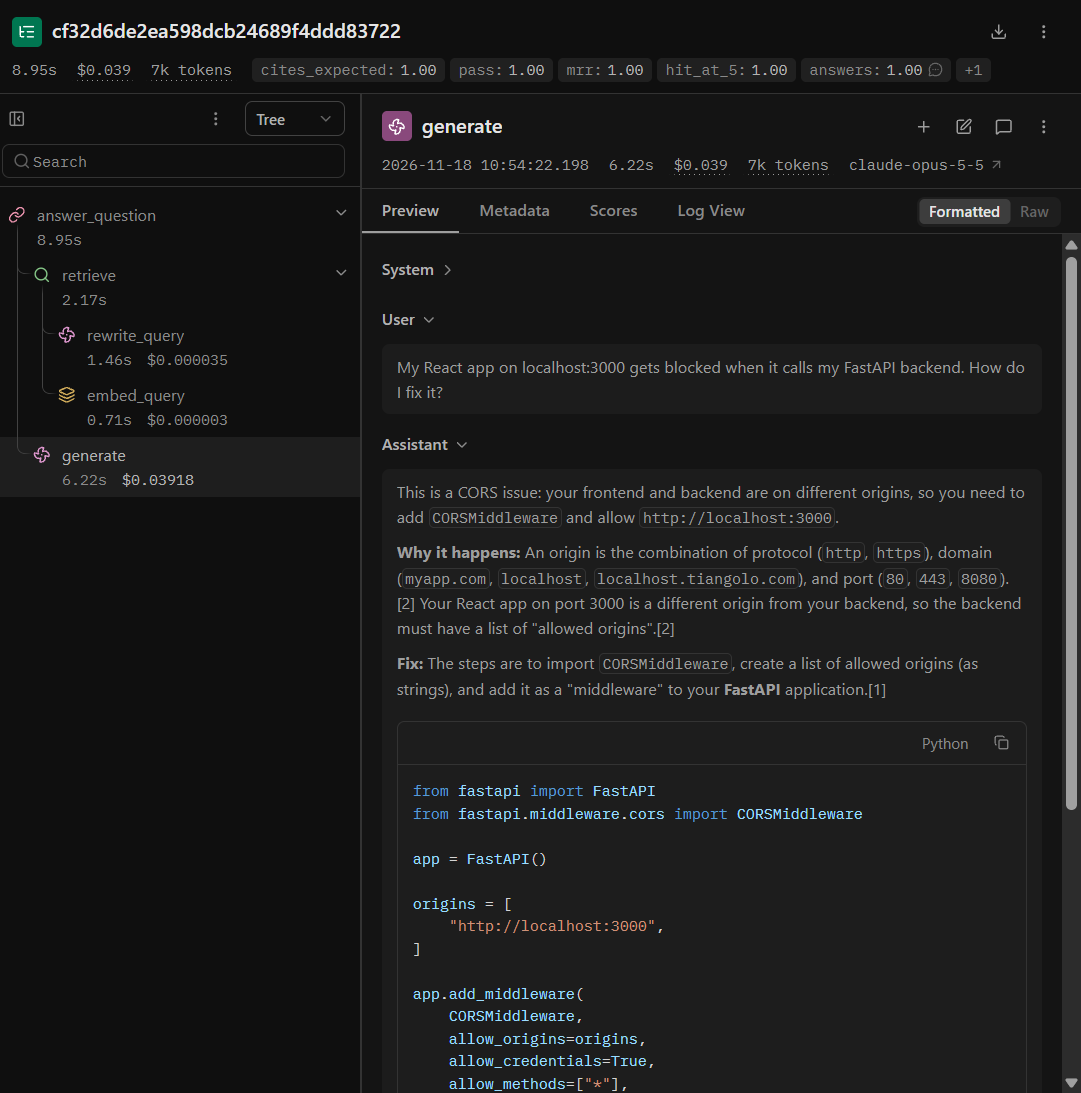 cf32d6de2ea598dcb24689f4ddd83722
8.95s $0.039 7k tokens cites_expected: 1.00 pass: 1.00 mrr: 1.00 hit_at_5: 1.00 answers: 1.00 +1
Tree
Search
answer_question
8.95s
retrieve
2.17s
rewrite_query
1.46s $0.000035
embed_query
0.71s $0.000003
generate
6.22s $0.03918
generate
2026-11-18 10:54:22.198 6.22s $0.039 7k tokens claude-opus-5-5
Preview Metadata Scores Log View Formatted Raw
System
User
My React app on localhost:3000 gets blocked when it calls my FastAPI backend. How do
I fix it?
Assistant
This is a CORS issue: your frontend and backend are on different origins, so you need to
add CORSMiddleware and allow http://localhost:3000.
Why it happens: An origin is the combination of protocol (http, https), domain
(myapp.com, localhost, localhost.tiangolo.com), and port (80, 443, 8080).
[2] Your React app on port 3000 is a different origin from your backend, so the backend
must have a list of "allowed origins".[2]
Fix: The steps are to import CORSMiddleware, create a list of allowed origins (as
strings), and add it as a "middleware" to your FastAPI application.[1]
Python
from fastapi import FastAPI
from fastapi.middleware.cors import CORSMiddleware
app = FastAPI()
origins = [
"http://localhost:3000",
]
app.add_middleware(
CORSMiddleware,
allow_origins=origins,
allow_credentials=True,
allow_methods=["*"],